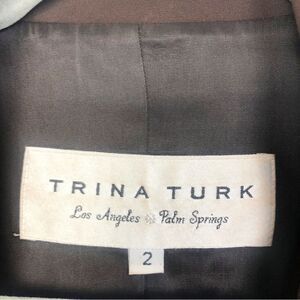 TRINA TURK
Los Angeles Palm Springs
2